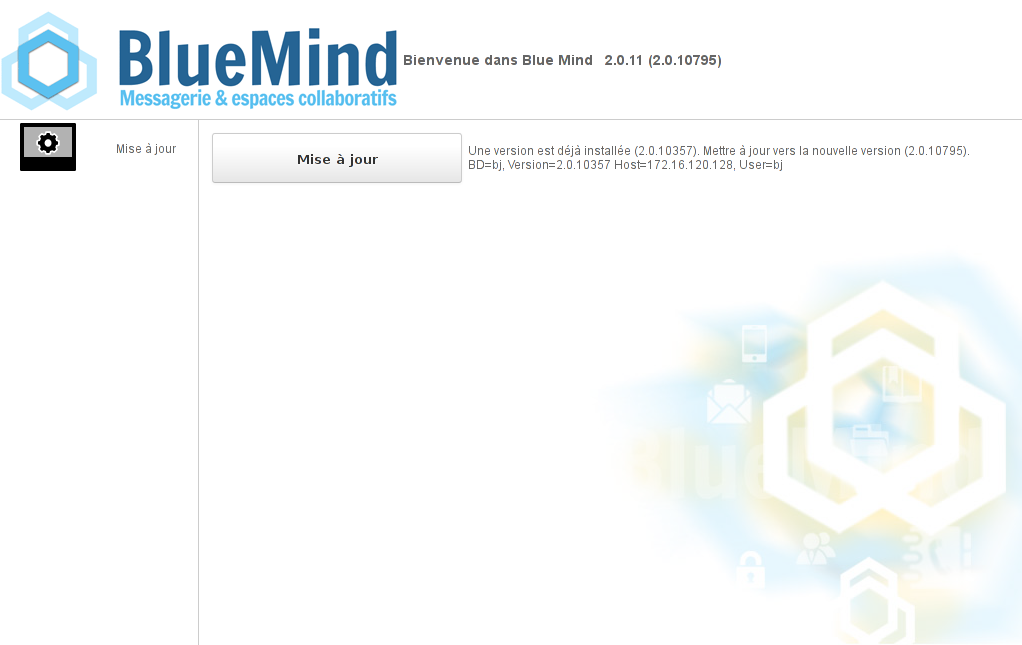 BlueMind
Messagerie & espaces collaboratifs
Bienvenue dans Blue Mind 2.0.11 (2.0.10795)
Mise à jour
Mise à jour
Une version est déjà installée (2.0.10357). Mettre à jour vers la nouvelle version (2.0.10795).
BD=bj, Version=2.0.10357 Host=172.16.120.128, User=bj